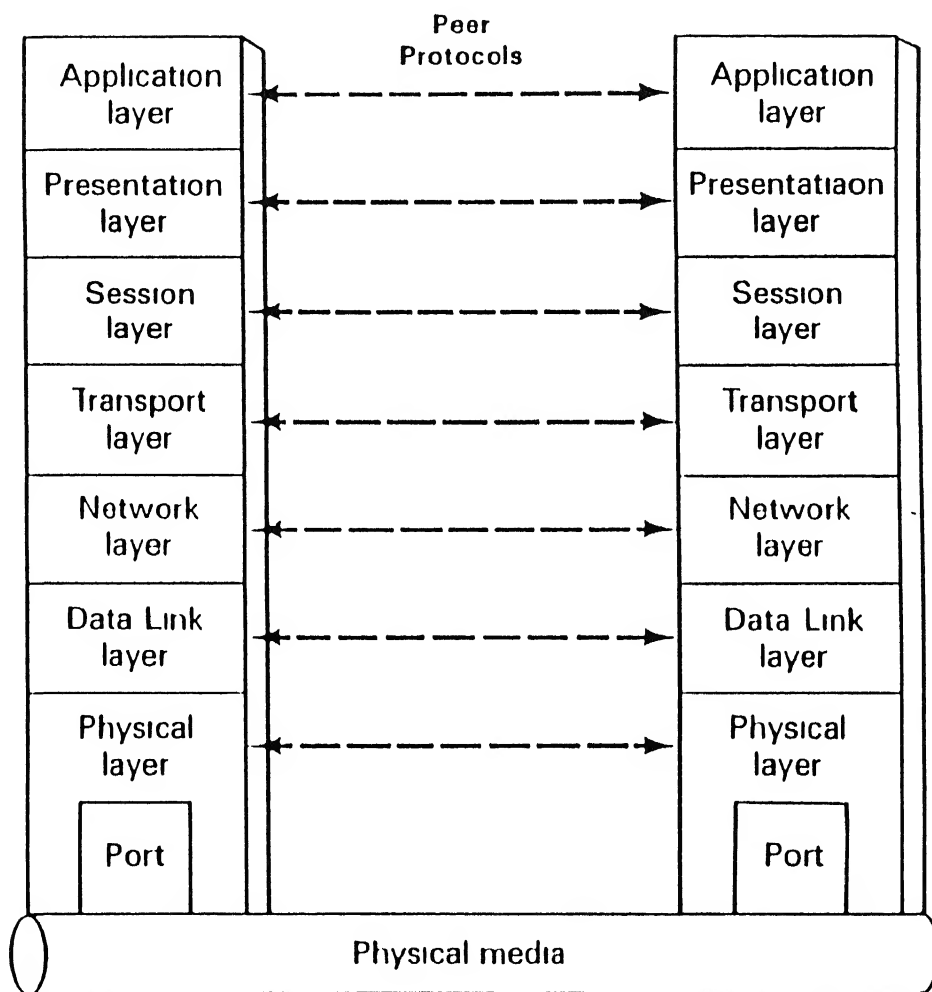 Peer
Protocols
Application
layer
Application
layer
Presentation
layer
Presentatiaon
layer
Session
layer
Session
layer
Transport
layer
Transport
layer
Network
layer
Network
layer
Data Link
layer
Data Link
layer
Physical
layer
Physical
layer
Port
Port
Physical media